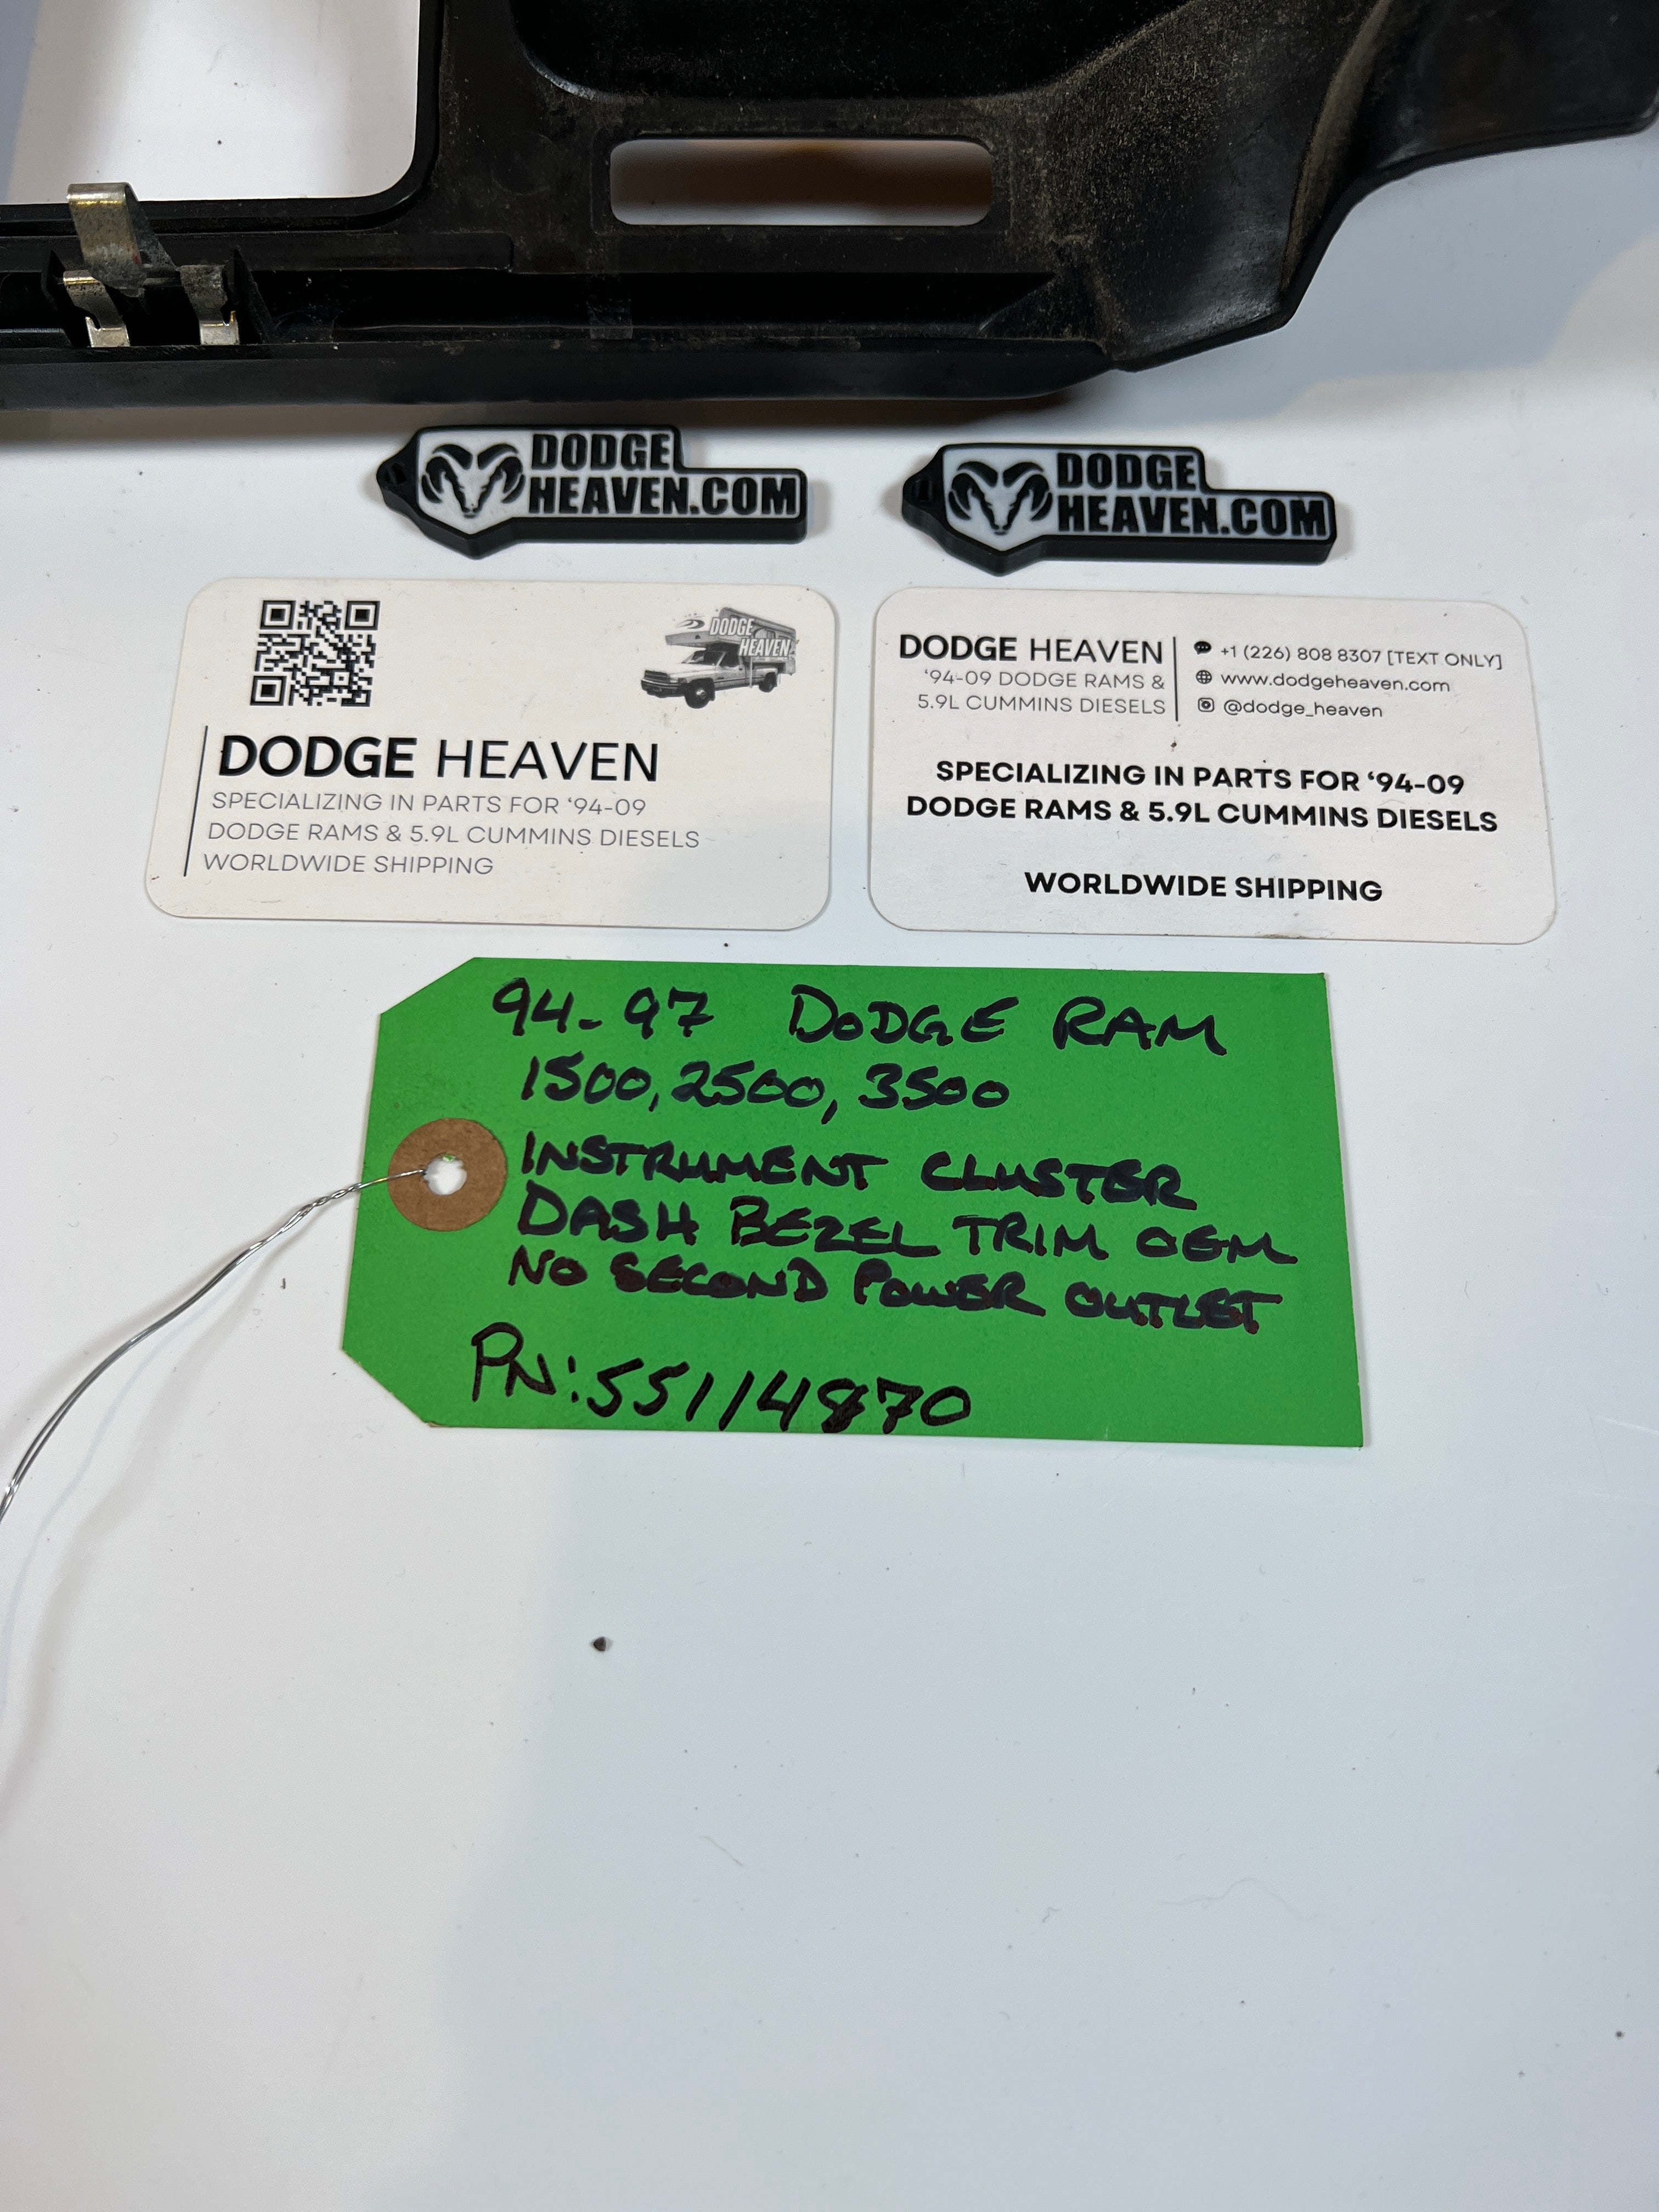 DODGE
HEAVEN.COM
DODGE
HEAVEN.COM
DODGE
HEAVEN
DODGE HEAVEN
SPECIALIZING IN PARTS FOR ‘94-09
DODGE RAMS & 5.9L CUMMINS DIESELS
WORLDWIDE SHIPPING
DODGE HEAVEN
‘94-09 DODGE RAMS &
5.9L CUMMINS DIESELS
+1 (226) 808 8307 [TEXT ONLY]
www.dodgeheaven.com
@dodge_heaven
SPECIALIZING IN PARTS FOR ‘94-09
DODGE RAMS & 5.9L CUMMINS DIESELS
WORLDWIDE SHIPPING
94-97 DODGE RAM
1500, 2500, 3500
INSTRUMENT CLUSTER
DASH BEZEL TRIM OEM
NO SECOND POWER OUTLET
PN: 55114870